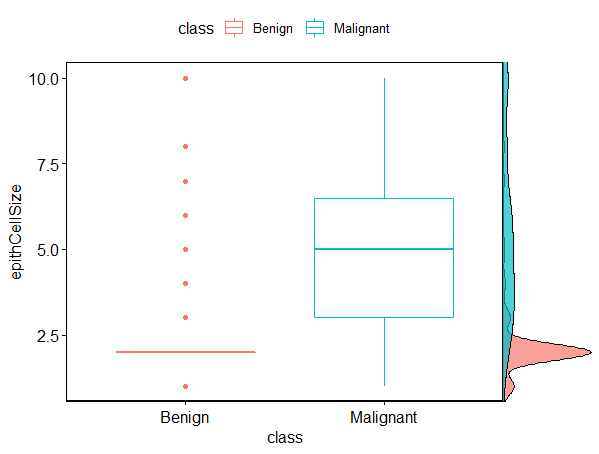 class Benign Malignant
10.0
7.5
5.0
2.5
epithCellSize
Benign Malignant
class